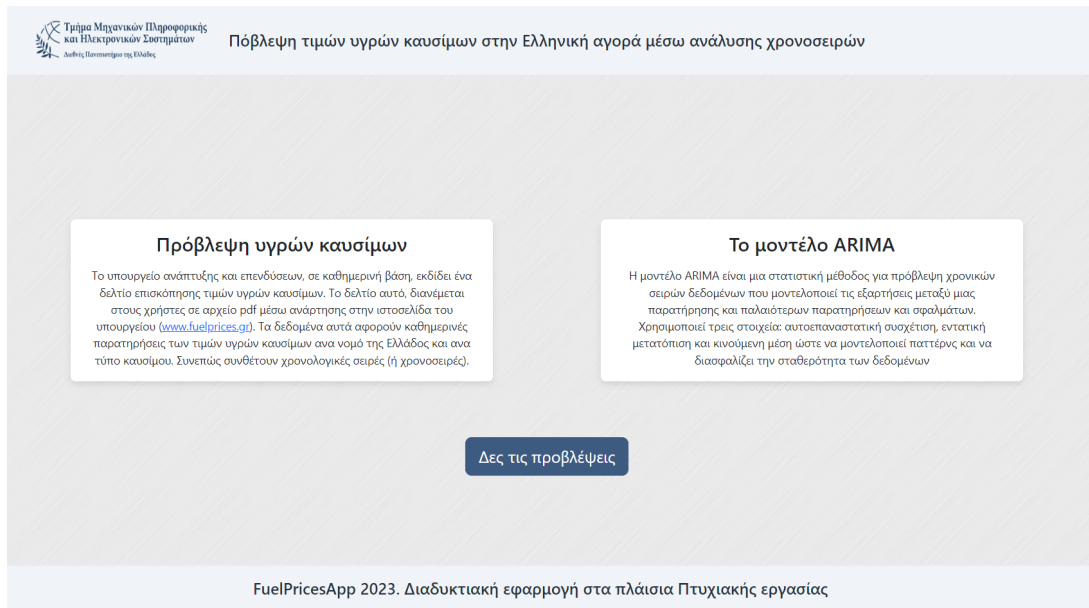 Τμήμα Μηχανικών Πληροφορικής
και Ηλεκτρονικών Συστημάτων
Διεθνές Πανεπιστήμιο της Ελλάδος
Πόβλεψη τιμών υγρών καυσίμων στην Ελληνική αγορά μέσω ανάλυσης χρονοσειρών
Πρόβλεψη υγρών καυσίμων
Το υπουργείο ανάπτυξης και επενδύσεων, σε καθημερινή βάση, εκδίδει ένα
δελτίο επισκόπησης τιμών υγρών καυσίμων. Το δελτίο αυτό, διανέμεται
στους χρήστες σε αρχείο pdf μέσω ανάρτησης στην ιστοσελίδα του
υπουργείου (www.fuelprices.gr). Τα δεδομένα αυτά αφορούν καθημερινές
παρατηρήσεις των τιμών υγρών καυσίμων ανα νομό της Ελλάδος και ανα
τύπο καυσίμου. Συνεπώς συνθέτουν χρονολογικές σειρές (ή χρονοσειρές).
Το μοντέλο ARIMA
Η μοντέλο ARIMA είναι μια στατιστική μέθοδος για πρόβλεψη χρονικών
σειρών δεδομένων που μοντελοποιεί τις εξαρτήσεις μεταξύ μιας
παρατήρησης και παλαιότερων παρατηρήσεων και σφαλμάτων.
Χρησιμοποιεί τρεις στοιχεία: αυτοεπαναστατική συσχέτιση, εντατική
μετατόπιση και κινούμενη μέση ώστε να μοντελοποιεί παττέρνς και να
διασφαλίζει την σταθερότητα των δεδομένων
Δες τις προβλέψεις
FuelPricesApp 2023. Διαδυκτιακή εφαρμογή στα πλάισια Πτυχιακής εργασίας